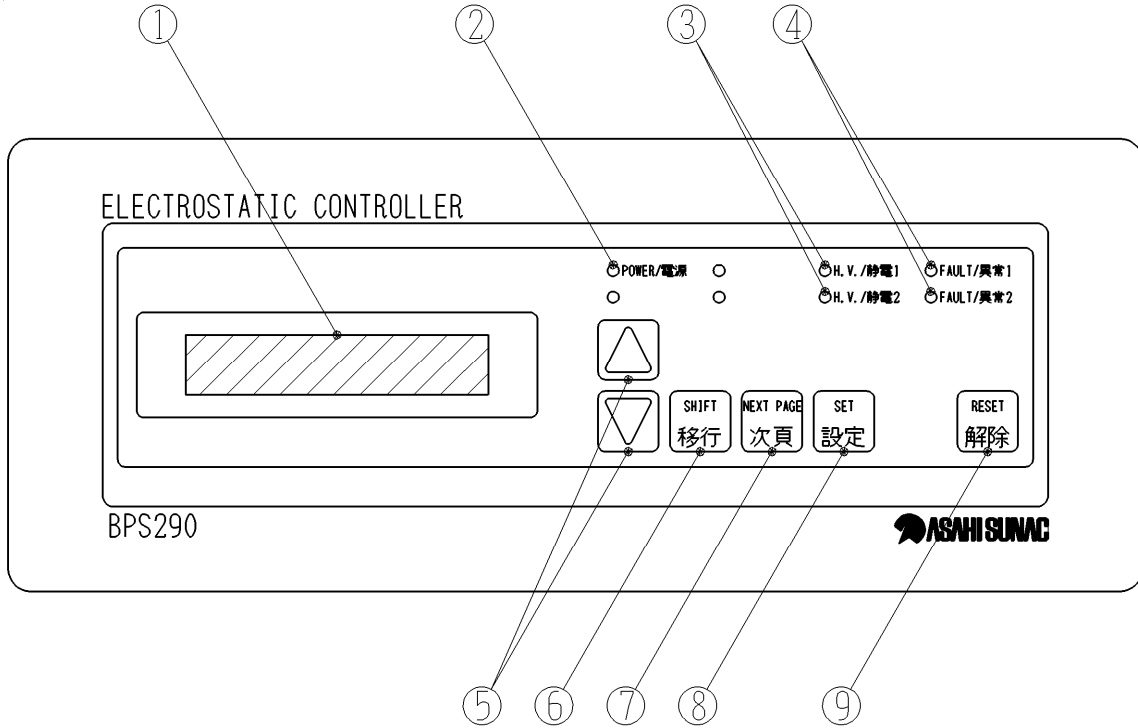 ① ② ③ ④
ELECTROSTATIC CONTROLLER
POWER/電源 H.V./静電1 FAULT/異常1
H.V./静電2 FAULT/異常2
SHIFT NEXT PAGE SET RESET
移行 次頁 設定 解除
BPS290 ASAHI SUNAC
⑤ ⑥ ⑦ ⑧ ⑨